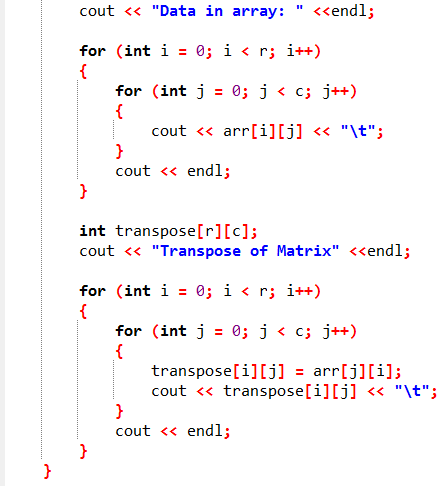 cout << "Data in array: " <<endl;
for (int i = 0; i < r; i++)
{
for (int j = 0; j < c; j++)
{
cout << arr[i][j] << "\t";
}
cout << endl;
}
int transpose[r][c];
cout << "Transpose of Matrix" <<endl;
for (int i = 0; i < r; i++)
{
for (int j = 0; j < c; j++)
{
transpose[i][j] = arr[j][i];
cout << transpose[i][j] << "\t";
}
cout << endl;
}
}